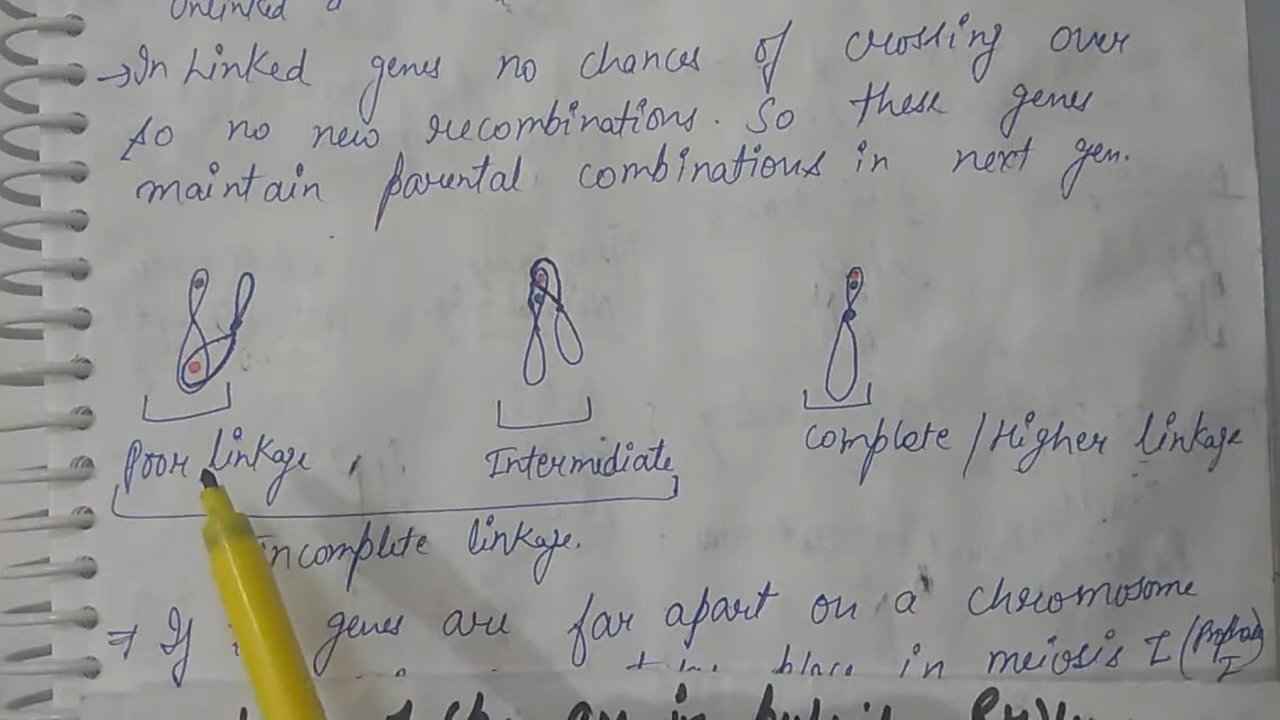 Unlinked
→ In Linked genes no chances of crossing over
so no new recombinations. So these genes
maintain parental combinations in next gen.
Poor linkage , Intermediate complete / Higher linkage
incomplete linkage.
⇒ If genes are far apart on a chromosome
place in meiosis I (Prophase I)